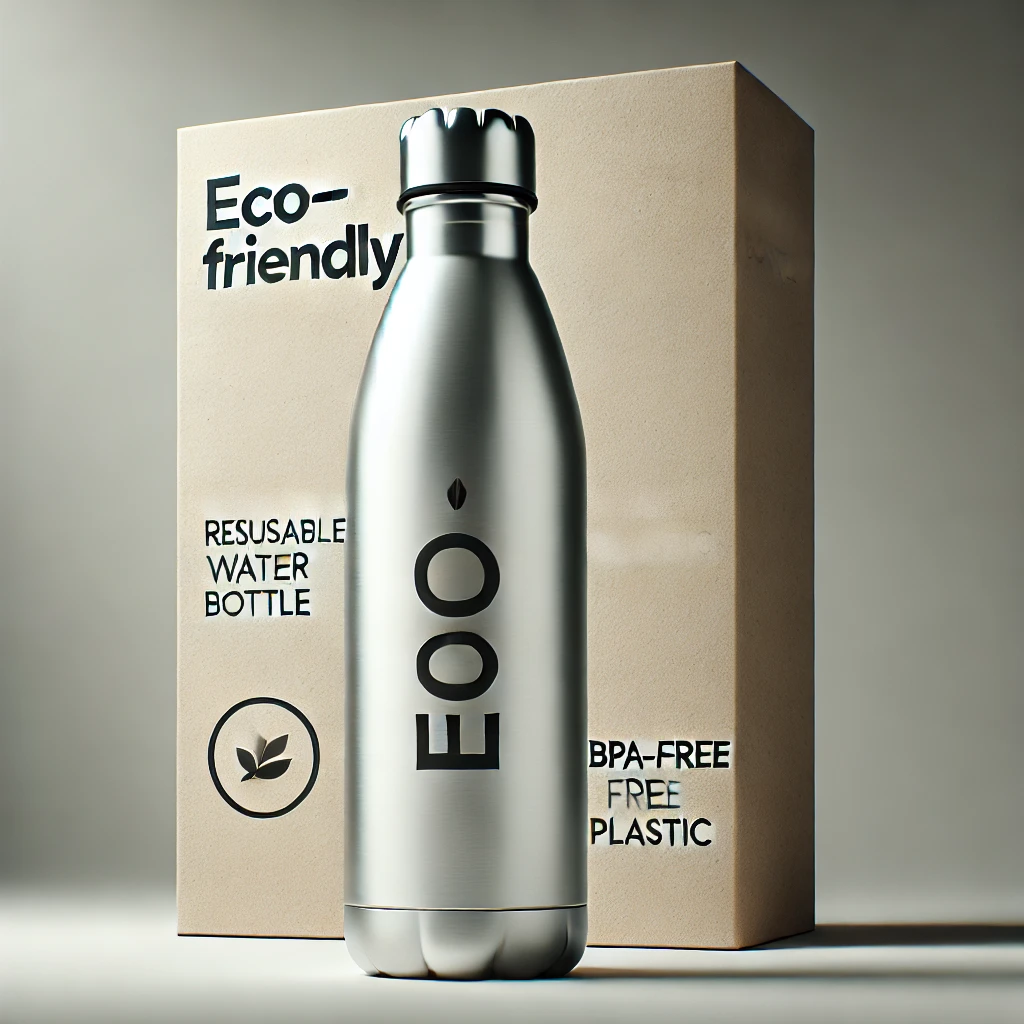 Eco-
friendly
RESUSABLE
WATER
BOTTLE
EOO
BPA-FREE
FREE
PLASTIC